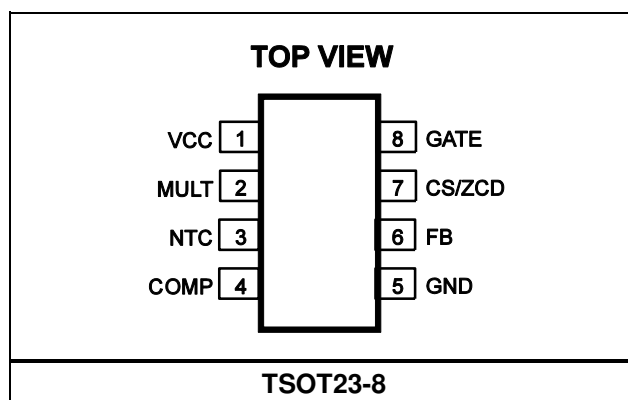 TOP VIEW
VCC 1 8 GATE
MULT 2 7 CS/ZCD
NTC 3 6 FB
COMP 4 5 GND
TSOT23-8